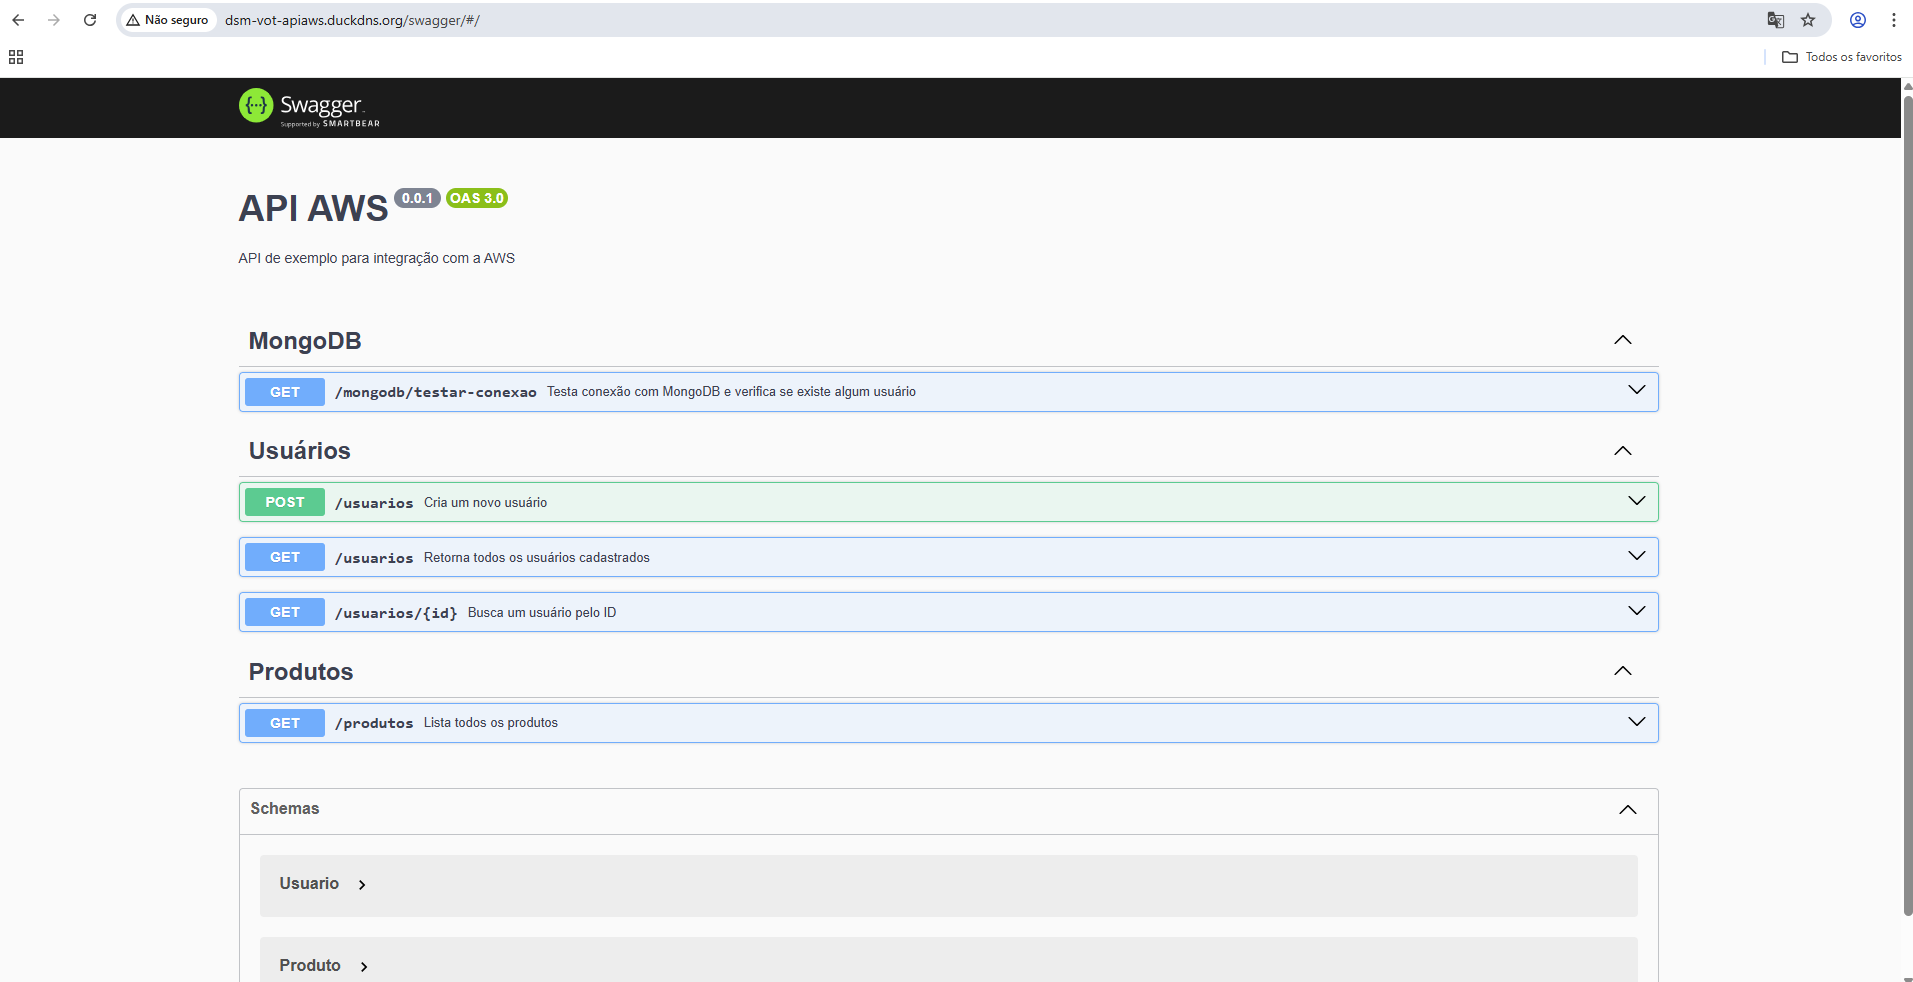 Não seguro dsm-vot-apiaws.duckdns.org/swagger/#/
Todos os favoritos
{...} Swagger
Supported by SMARTBEAR
API AWS 0.0.1 OAS 3.0
API de exemplo para integração com a AWS
MongoDB
GET /mongodb/testar-conexao Testa conexão com MongoDB e verifica se existe algum usuário
Usuários
POST /usuarios Cria um novo usuário
GET /usuarios Retorna todos os usuários cadastrados
GET /usuarios/{id} Busca um usuário pelo ID
Produtos
GET /produtos Lista todos os produtos
Schemas
Usuario
Produto